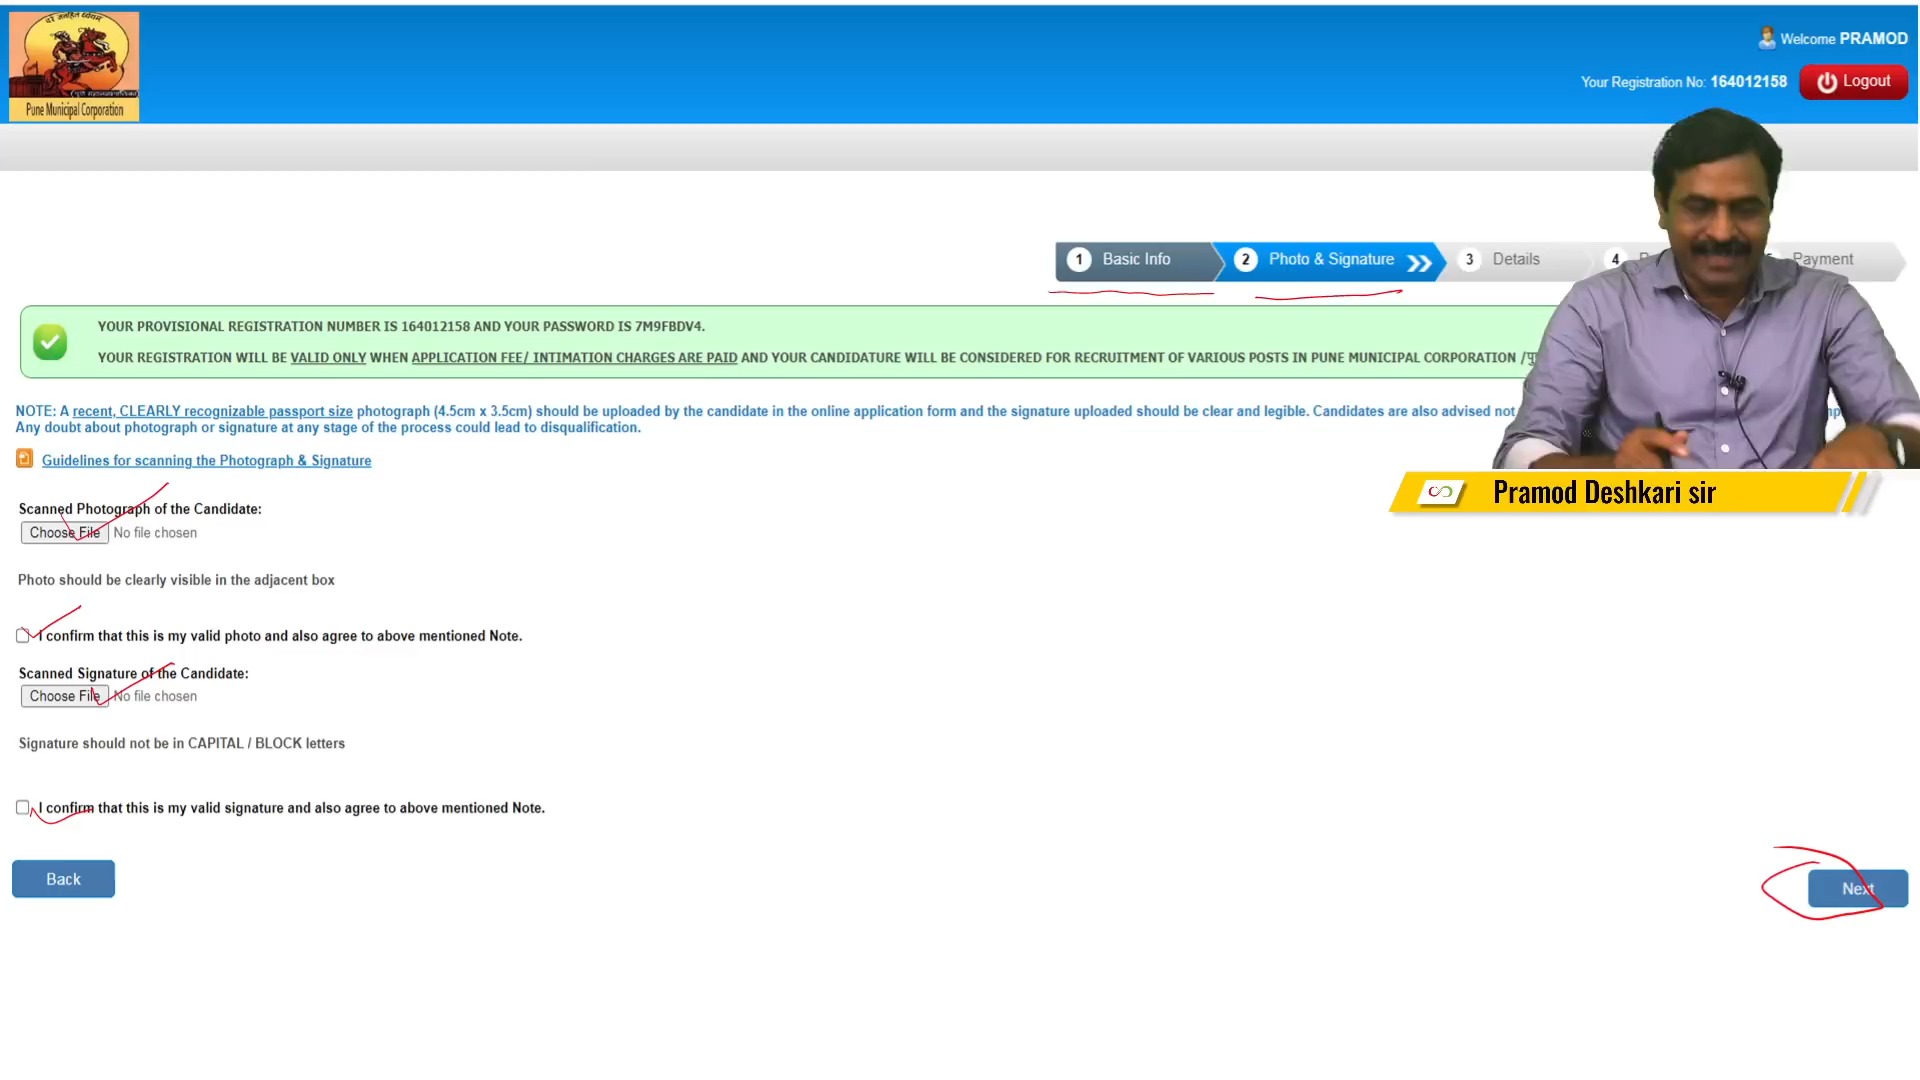 Pune Municipal Corporation
Welcome PRAMOD
Your Registration No: 164012158
Logout
1 Basic Info
2 Photo & Signature
3 Details
4
Payment
YOUR PROVISIONAL REGISTRATION NUMBER IS 164012158 AND YOUR PASSWORD IS 7M9FBDV4.
YOUR REGISTRATION WILL BE VALID ONLY WHEN APPLICATION FEE/ INTIMATION CHARGES ARE PAID AND YOUR CANDIDATURE WILL BE CONSIDERED FOR RECRUITMENT OF VARIOUS POSTS IN PUNE MUNICIPAL CORPORATION /
NOTE: A recent, CLEARLY recognizable passport size photograph (4.5cm x 3.5cm) should be uploaded by the candidate in the online application form and the signature uploaded should be clear and legible. Candidates are also advised not
Any doubt about photograph or signature at any stage of the process could lead to disqualification.
Guidelines for scanning the Photograph & Signature
Pramod Deshkari sir
Scanned Photograph of the Candidate:
Choose File No file chosen
Photo should be clearly visible in the adjacent box
I confirm that this is my valid photo and also agree to above mentioned Note.
Scanned Signature of the Candidate:
Choose File No file chosen
Signature should not be in CAPITAL / BLOCK letters
I confirm that this is my valid signature and also agree to above mentioned Note.
Back
Next